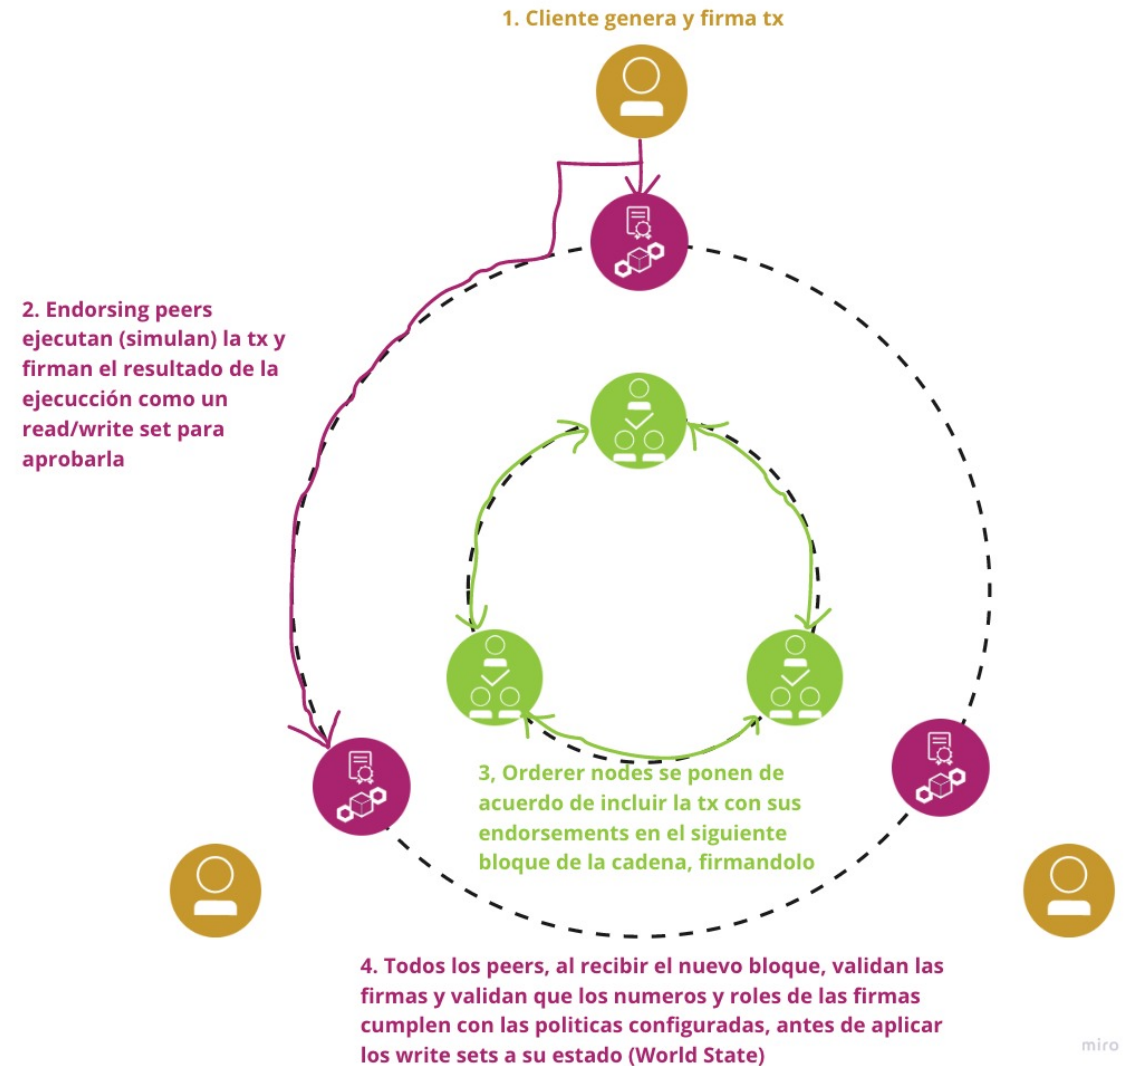 1. Cliente genera y firma tx
2. Endorsing peers
ejecutan (simulan) la tx y
firman el resultado de la
ejecucción como un
read/write set para
aprobarla
3, Orderer nodes se ponen de
acuerdo de incluir la tx con sus
endorsements en el siguiente
bloque de la cadena, firmandolo
4. Todos los peers, al recibir el nuevo bloque, validan las
firmas y validan que los numeros y roles de las firmas
cumplen con las politicas configuradas, antes de aplicar
los write sets a su estado (World State)
miro